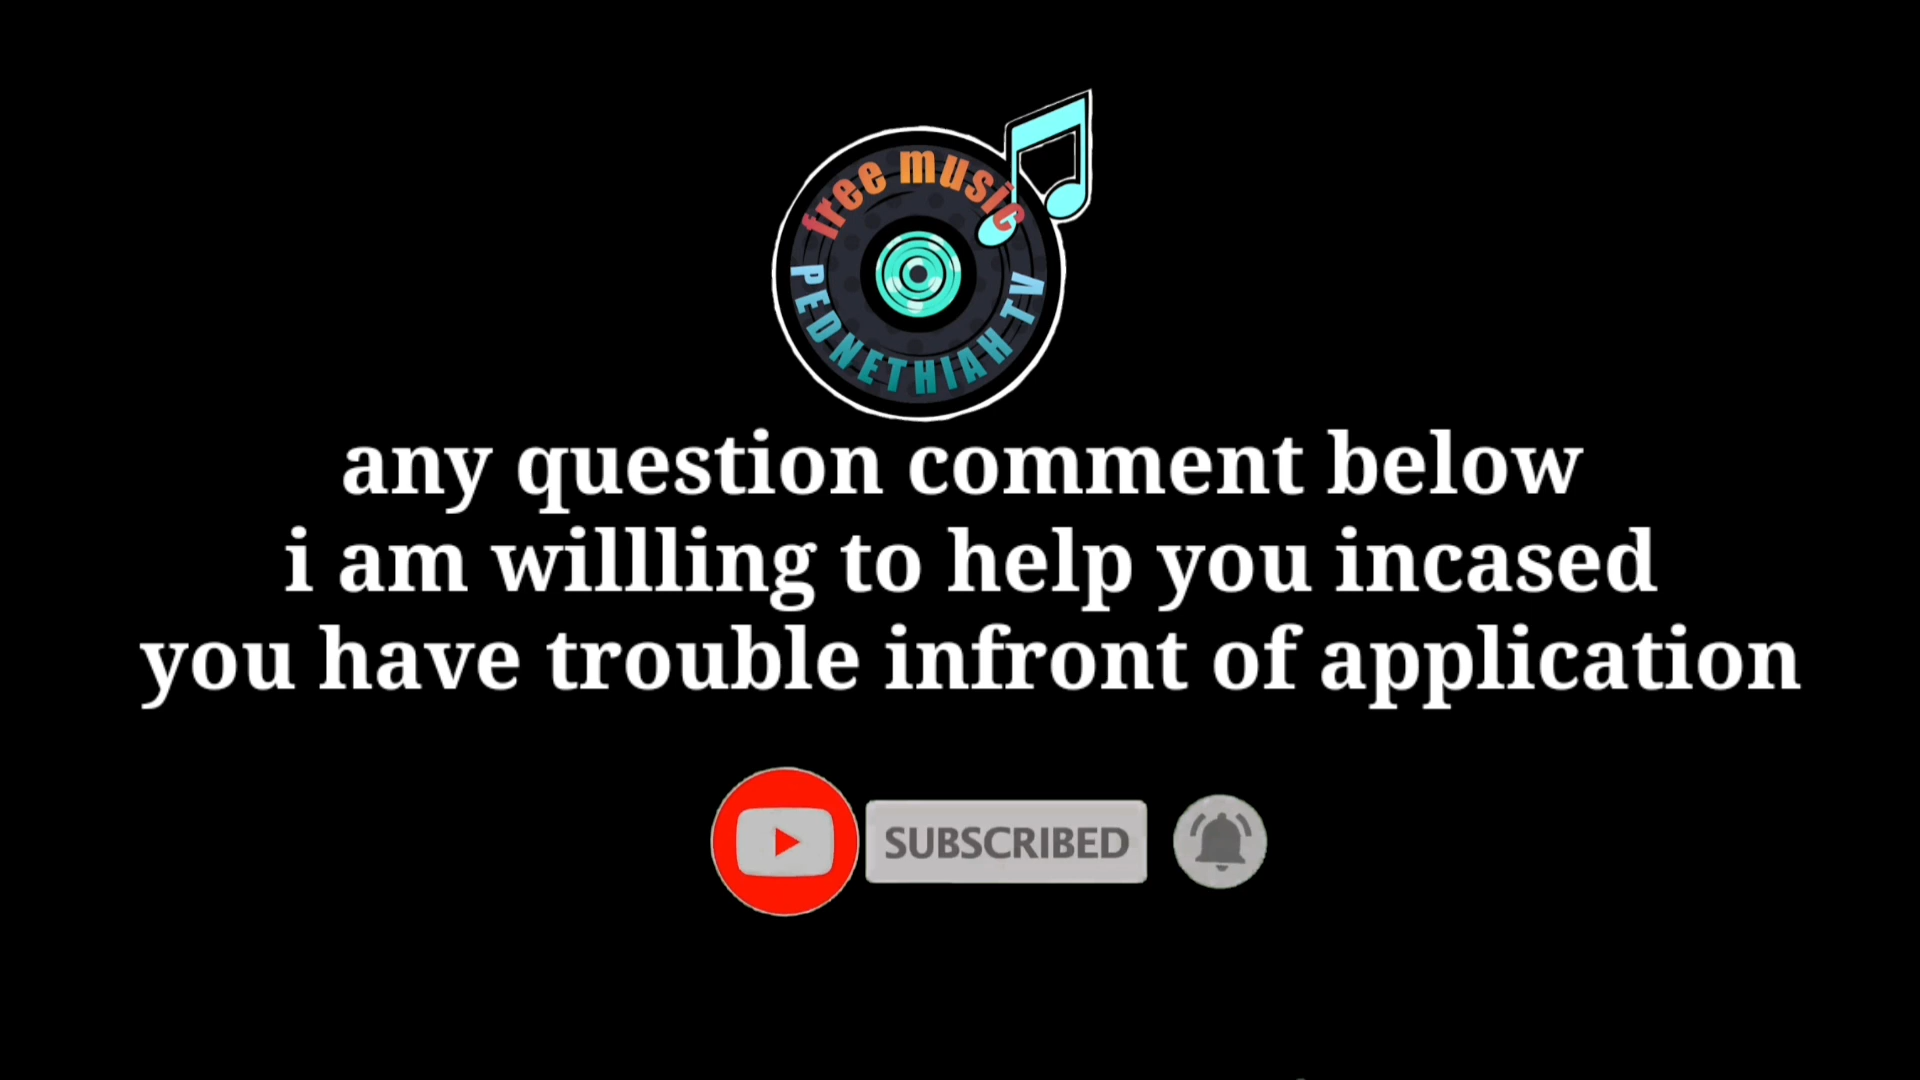 free music
PEDNETHIAH TV
any question comment below
i am willling to help you incased
you have trouble infront of application
SUBSCRIBED